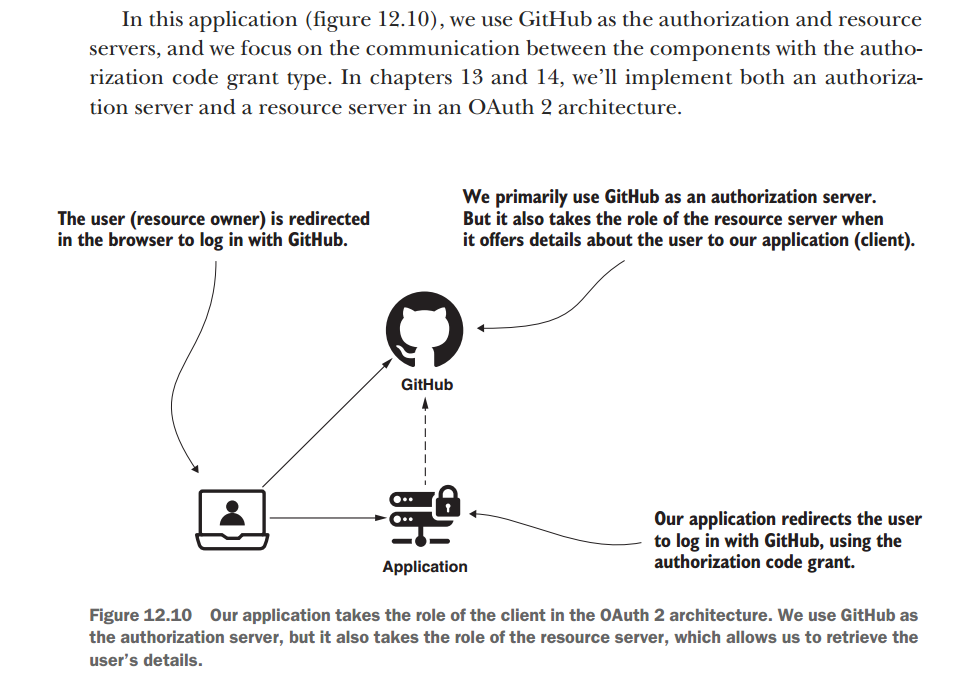 In this application (figure 12.10), we use GitHub as the authorization and resource
servers, and we focus on the communication between the components with the autho-
rization code grant type. In chapters 13 and 14, we’ll implement both an authoriza-
tion server and a resource server in an OAuth 2 architecture.
We primarily use GitHub as an authorization server.
But it also takes the role of the resource server when
it offers details about the user to our application (client).
The user (resource owner) is redirected
in the browser to log in with GitHub.
GitHub
Application
Our application redirects the user
to log in with GitHub, using the
authorization code grant.
Figure 12.10 Our application takes the role of the client in the OAuth 2 architecture. We use GitHub as
the authorization server, but it also takes the role of the resource server, which allows us to retrieve the
user’s details.